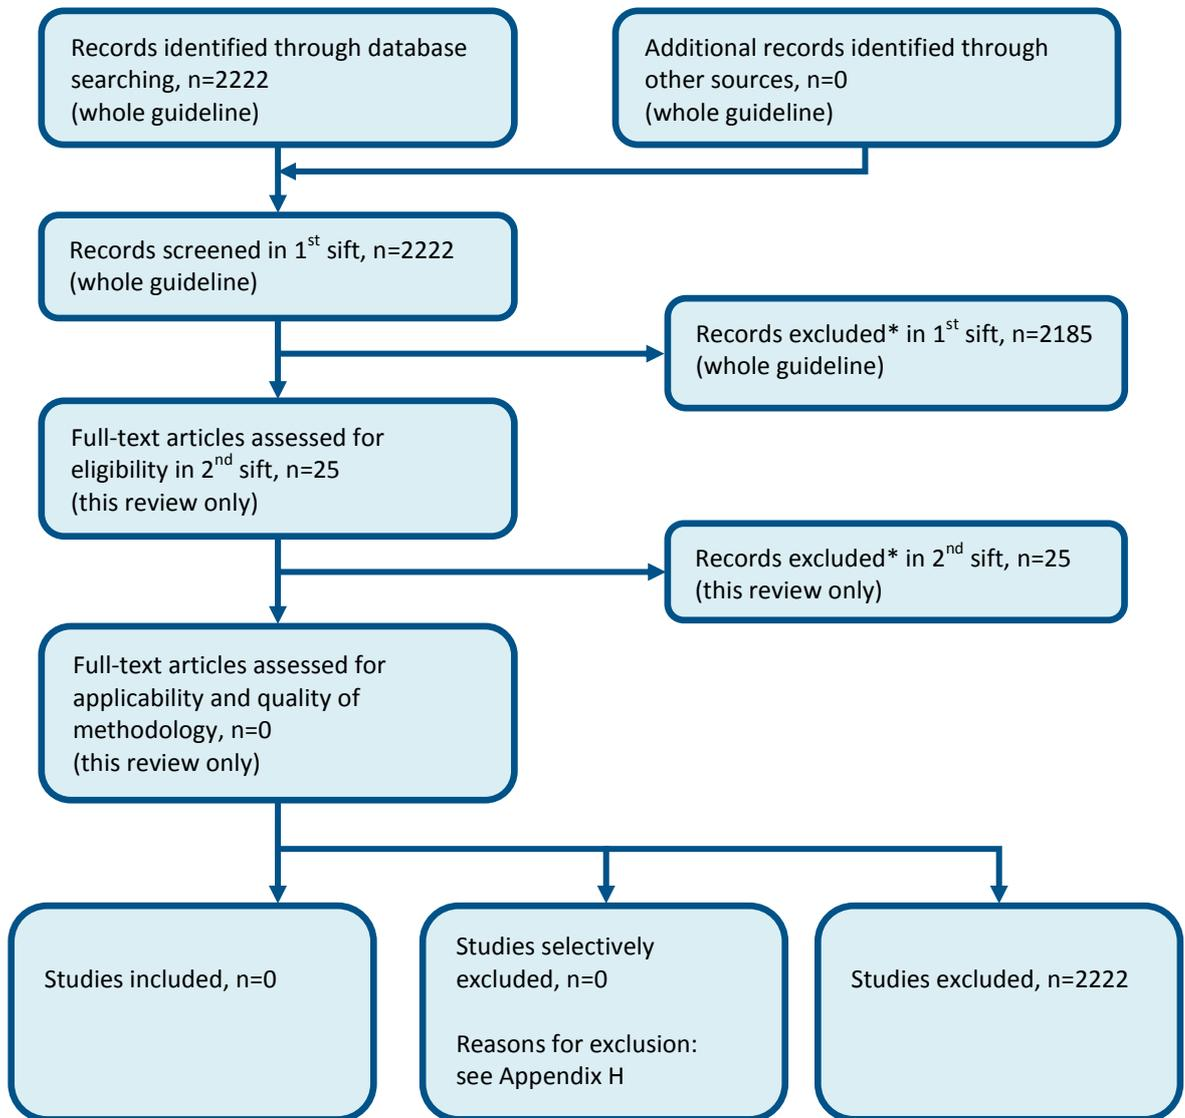 Records identified through database
searching, n=2222
(whole guideline)
Additional records identified through
other sources, n=0
(whole guideline)
Records screened in 1st sift, n=2222
(whole guideline)
Records excluded* in 1st sift, n=2185
(whole guideline)
Full-text articles assessed for
eligibility in 2nd sift, n=25
(this review only)
Records excluded* in 2nd sift, n=25
(this review only)
Full-text articles assessed for
applicability and quality of
methodology, n=0
(this review only)
Studies included, n=0
Studies selectively
excluded, n=0
Reasons for exclusion:
see Appendix H
Studies excluded, n=2222